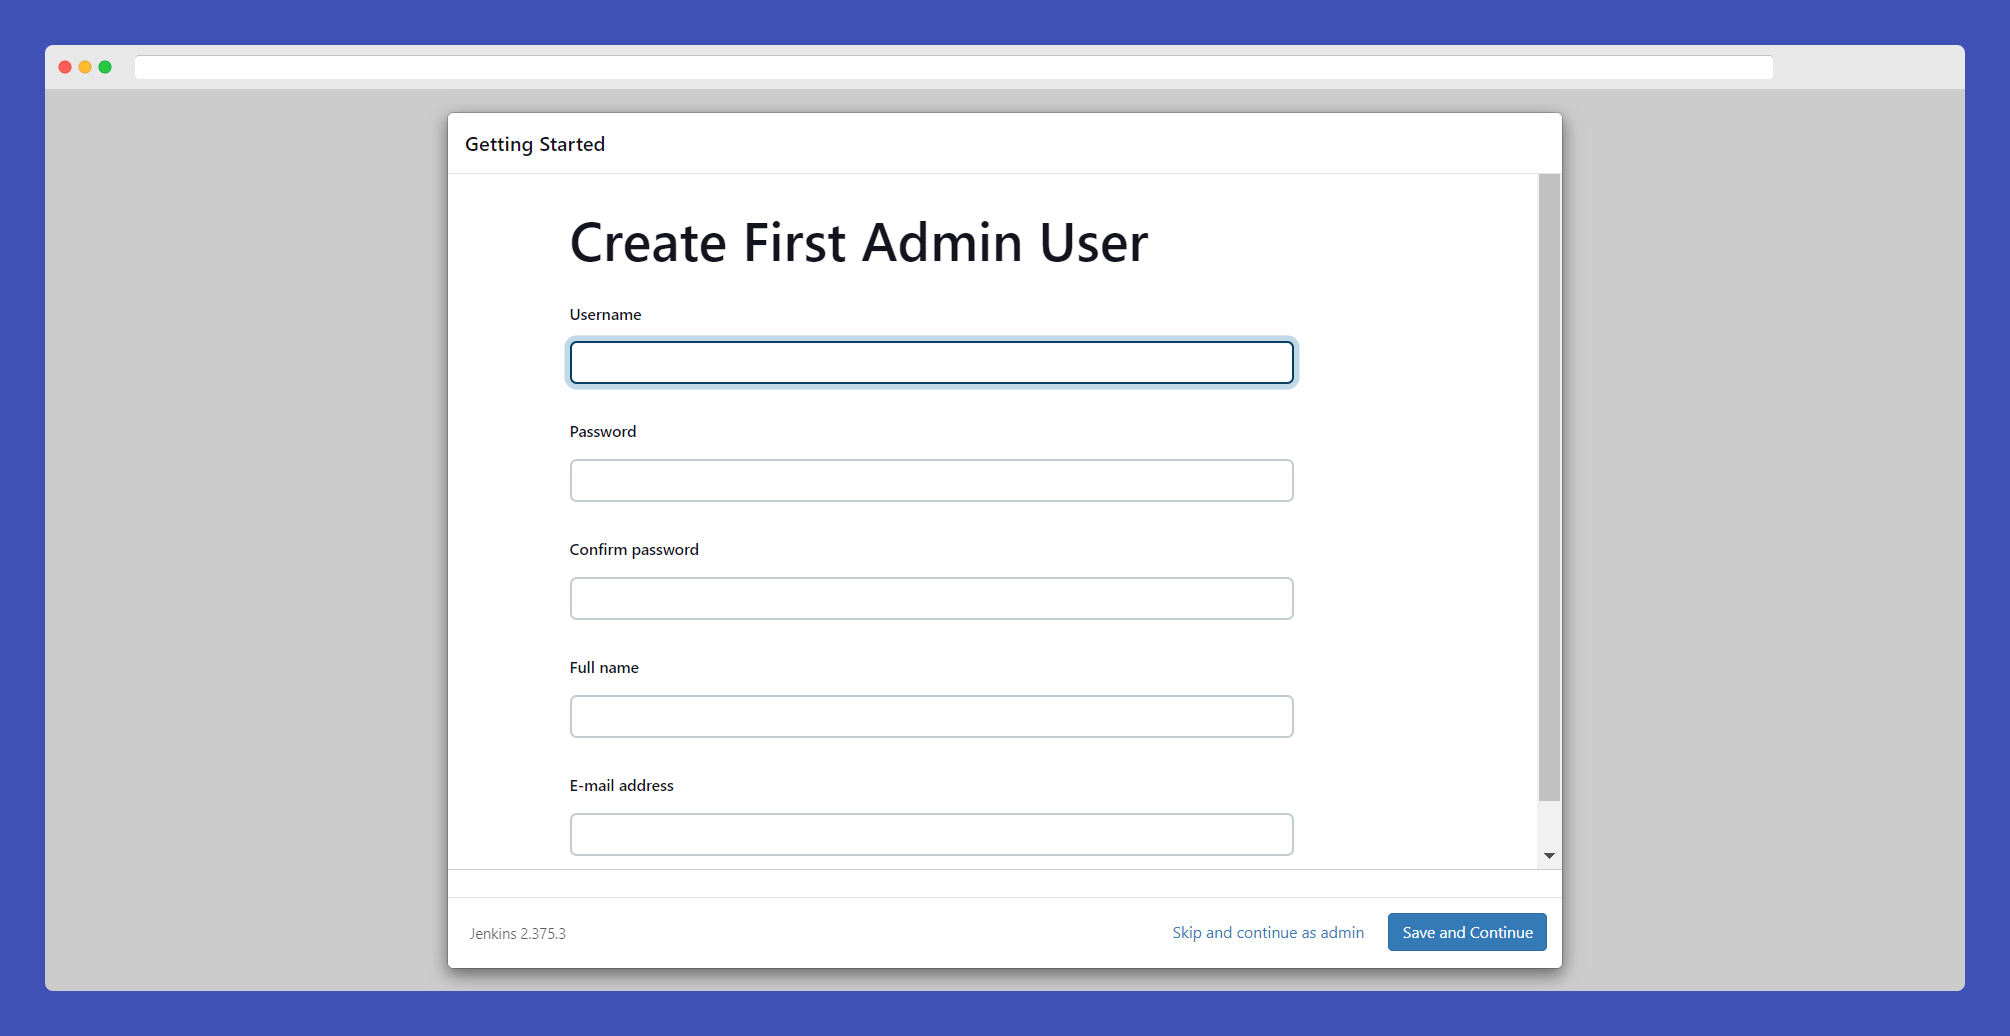 Getting Started
Create First Admin User
Username
Password
Confirm password
Full name
E-mail address
Jenkins 2.375.3
Skip and continue as admin
Save and Continue